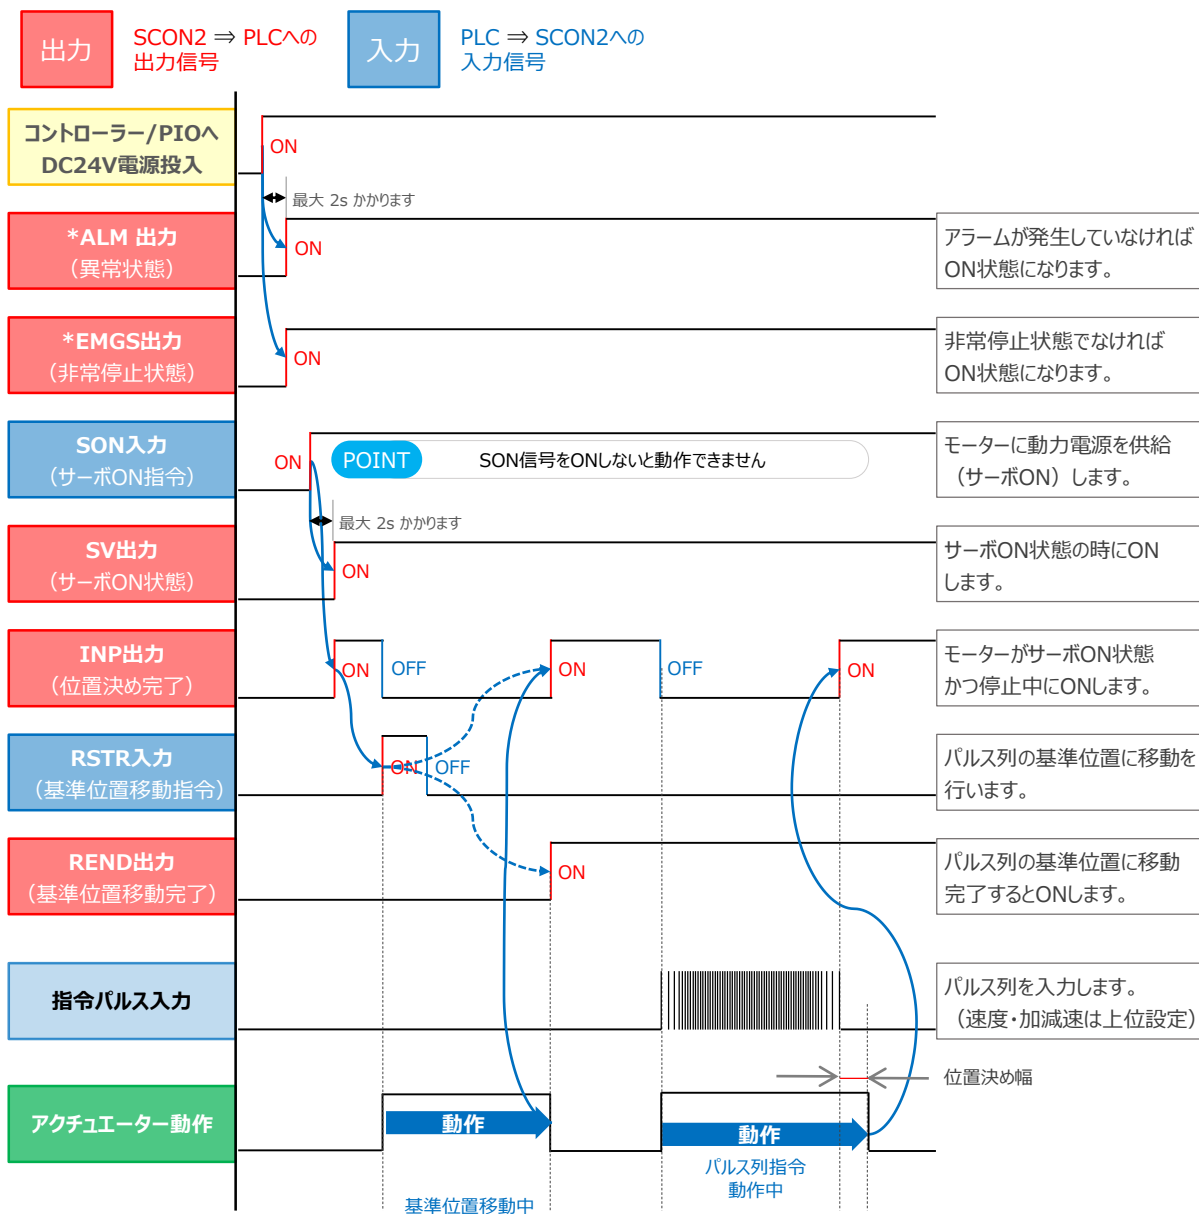 出力
SCON2 ⇒ PLCへの
出力信号
入力
PLC ⇒ SCON2への
入力信号
コントローラー/PIOへ
DC24V電源投入
ON
最大 2s かかります
*ALM 出力
（異常状態）
ON
アラームが発生していなければ
ON状態になります。
*EMGS出力
（非常停止状態）
ON
非常停止状態でなければ
ON状態になります。
SON入力
（サーボON指令）
ON
POINT
SON信号をONしないと動作できません
モーターに動力電源を供給
（サーボON）します。
最大 2s かかります
SV出力
（サーボON状態）
ON
サーボON状態の時にON
します。
INP出力
（位置決め完了）
ON
OFF
ON
OFF
ON
モーターがサーボON状態
かつ停止中にONします。
RSTR入力
（基準位置移動指令）
ON
OFF
パルス列の基準位置に移動を
行います。
REND出力
（基準位置移動完了）
ON
パルス列の基準位置に移動
完了するとONします。
指令パルス入力
パルス列を入力します。
（速度・加減速は上位設定）
位置決め幅
アクチュエーター動作
動作
動作
パルス列指令
動作中
基準位置移動中